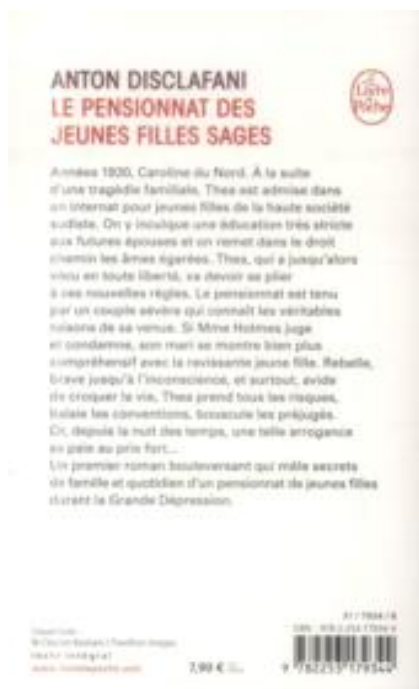 ANTON DISCLAFANI
LE PENSIONNAT DES
JEUNES FILLES SAGES
Le Livre
de Poche
Années 1930, Caroline du Nord. À la suite
d'une tragédie familiale, Thea est admise dans
un internat pour jeunes filles de la haute société
sudiste. On y inculque une éducation très stricte
aux futures épouses et on remet dans le droit
chemin les âmes égarées. Thea, qui a jusqu'alors
vécu en toute liberté, va devoir se plier
à ces nouvelles règles. Le pensionnat est tenu
par un couple sévère qui connaît les véritables
raisons de sa venue. Si Mme Holmes juge
et condamne, son mari se montre bien plus
compréhensif avec la ravissante jeune fille. Rebelle,
brave jusqu'à l'inconscience, et surtout, avide
de croquer la vie, Thea prend tous les risques,
balaie les conventions, bouscule les préjugés.
Or, depuis la nuit des temps, une telle arrogance
se paie au prix fort...
Un premier roman bouleversant qui mêle secrets
de famille et quotidien d'un pensionnat de jeunes filles
durant la Grande Dépression.
texte intégral
7,90 €
9 782253 179344